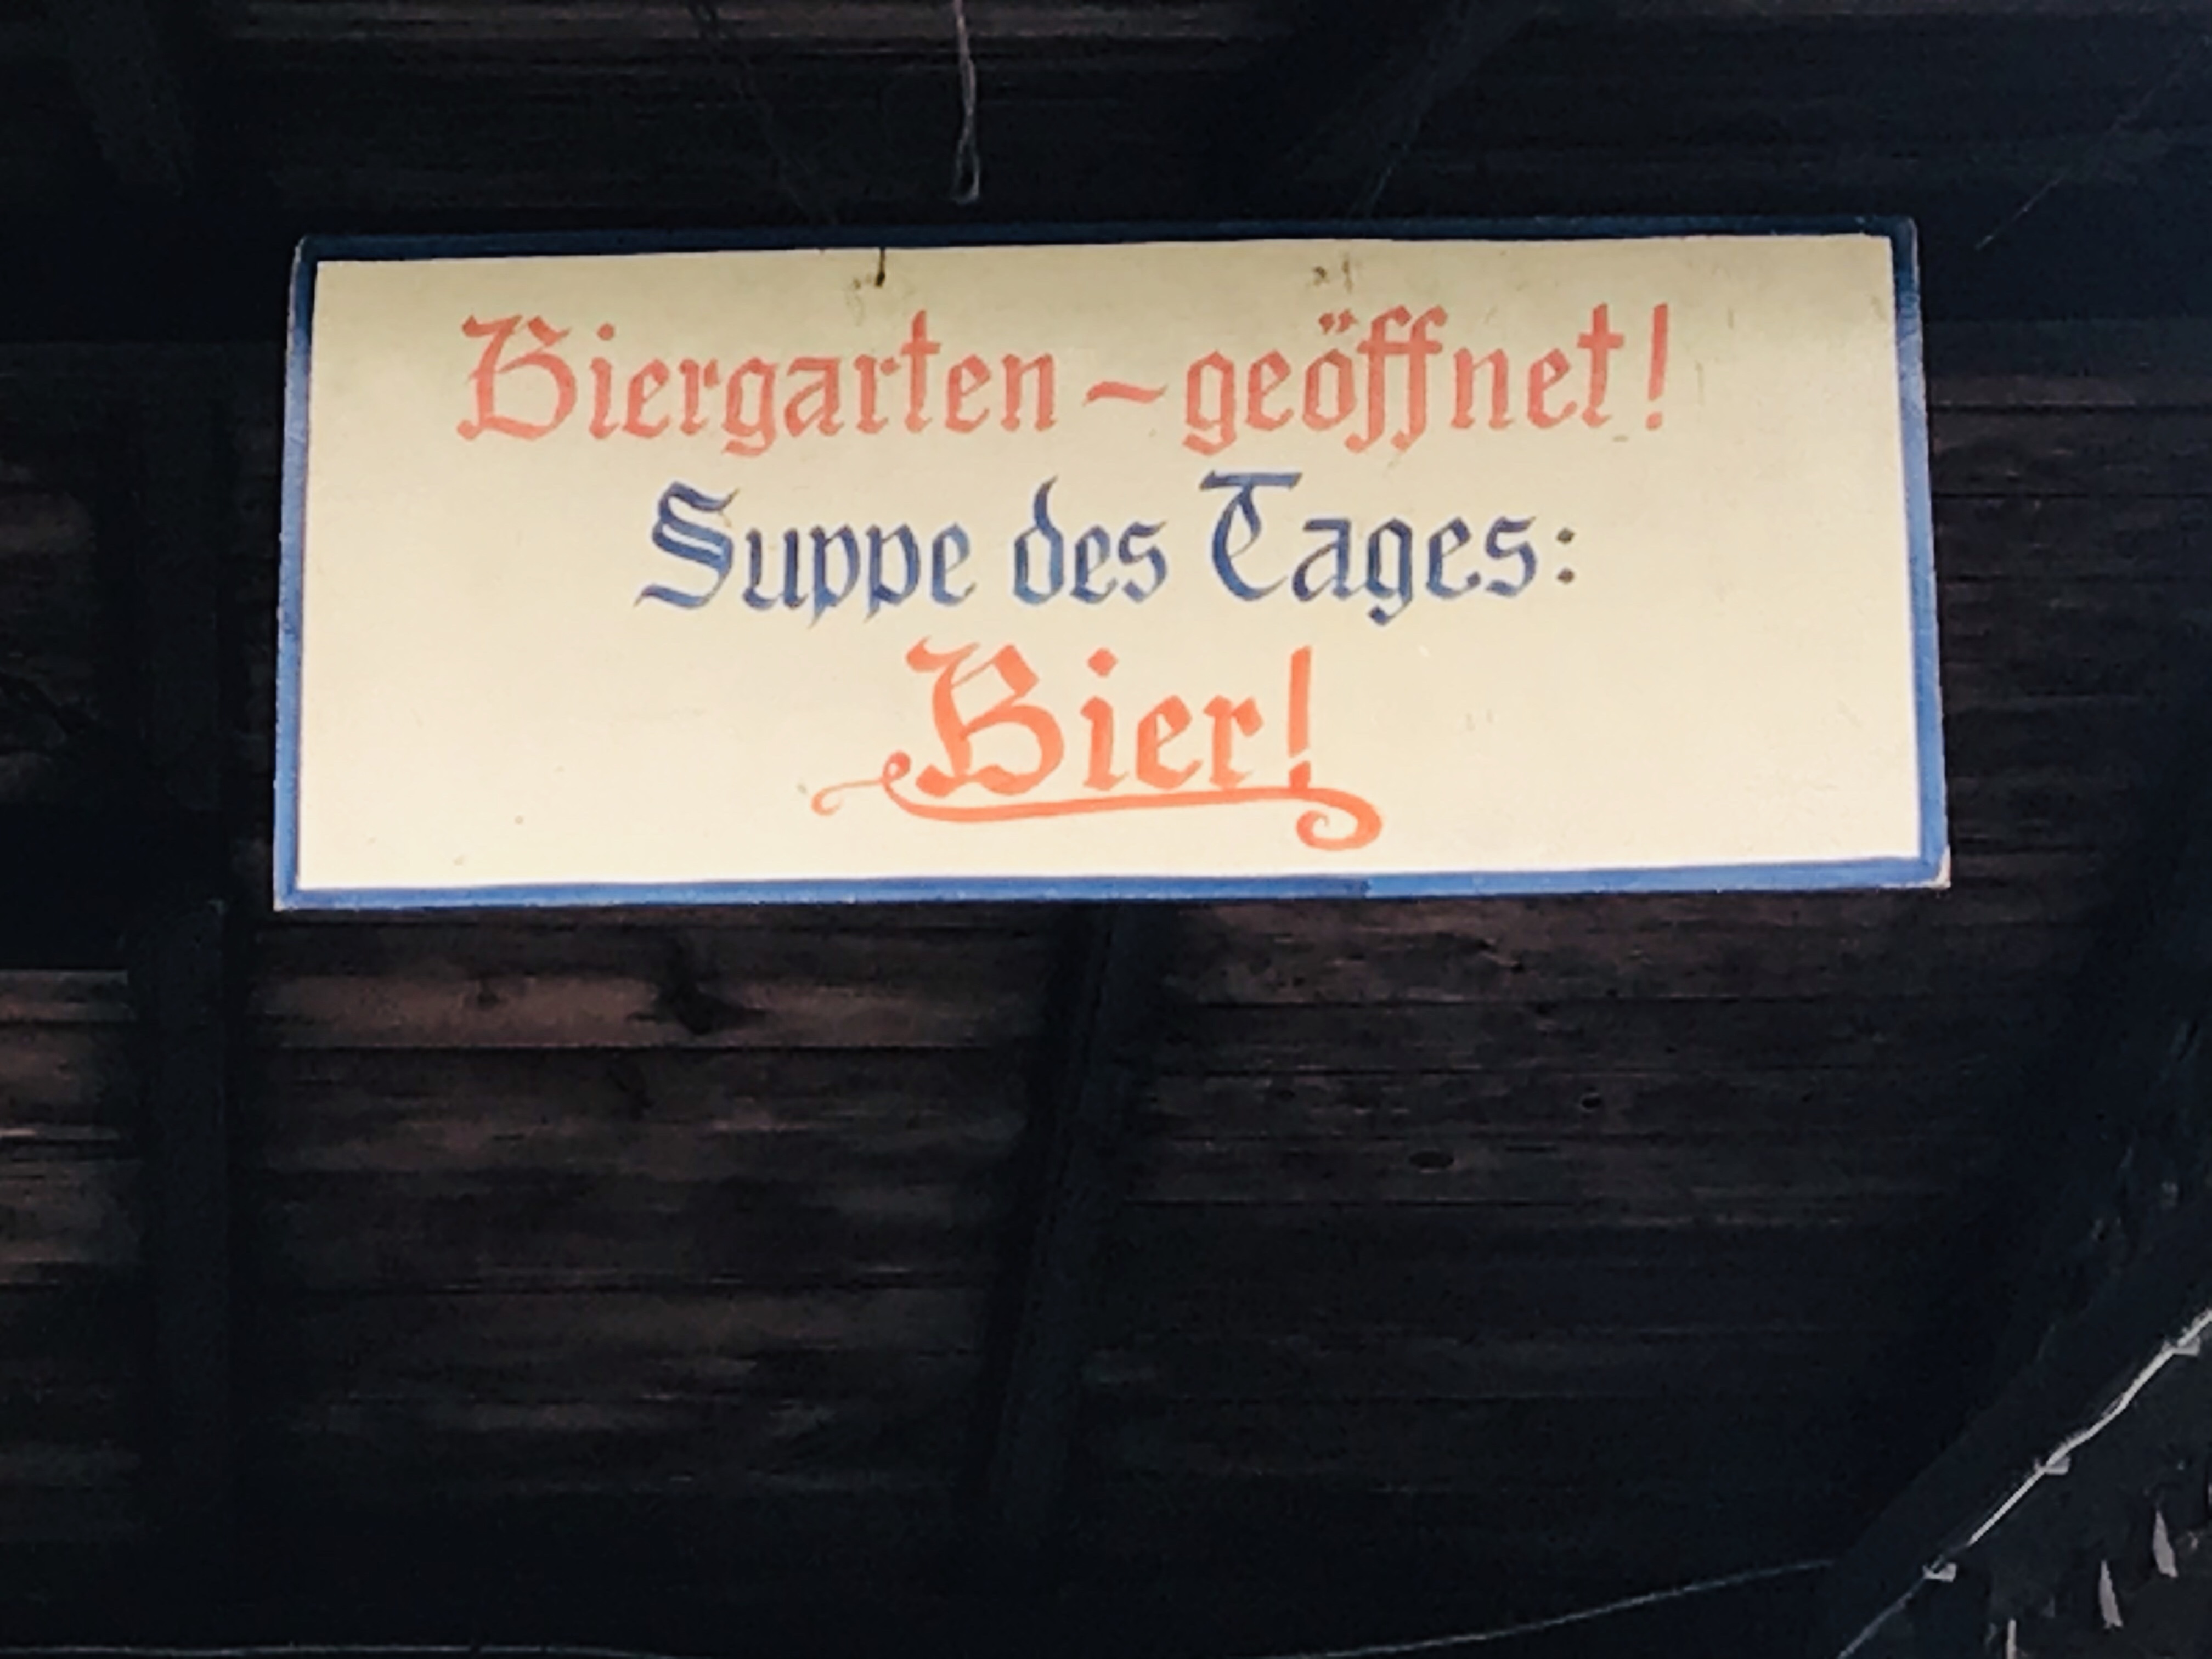 Biergarten - geöffnet!
Suppe des Tages:
Bier!